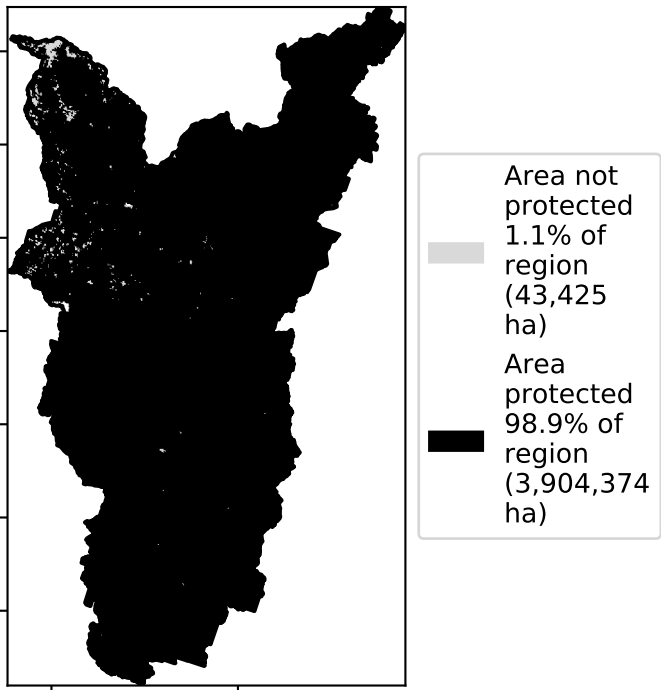 Area not
protected
1.1% of
region
(43,425
ha)
Area
protected
98.9% of
region
(3,904,374
ha)